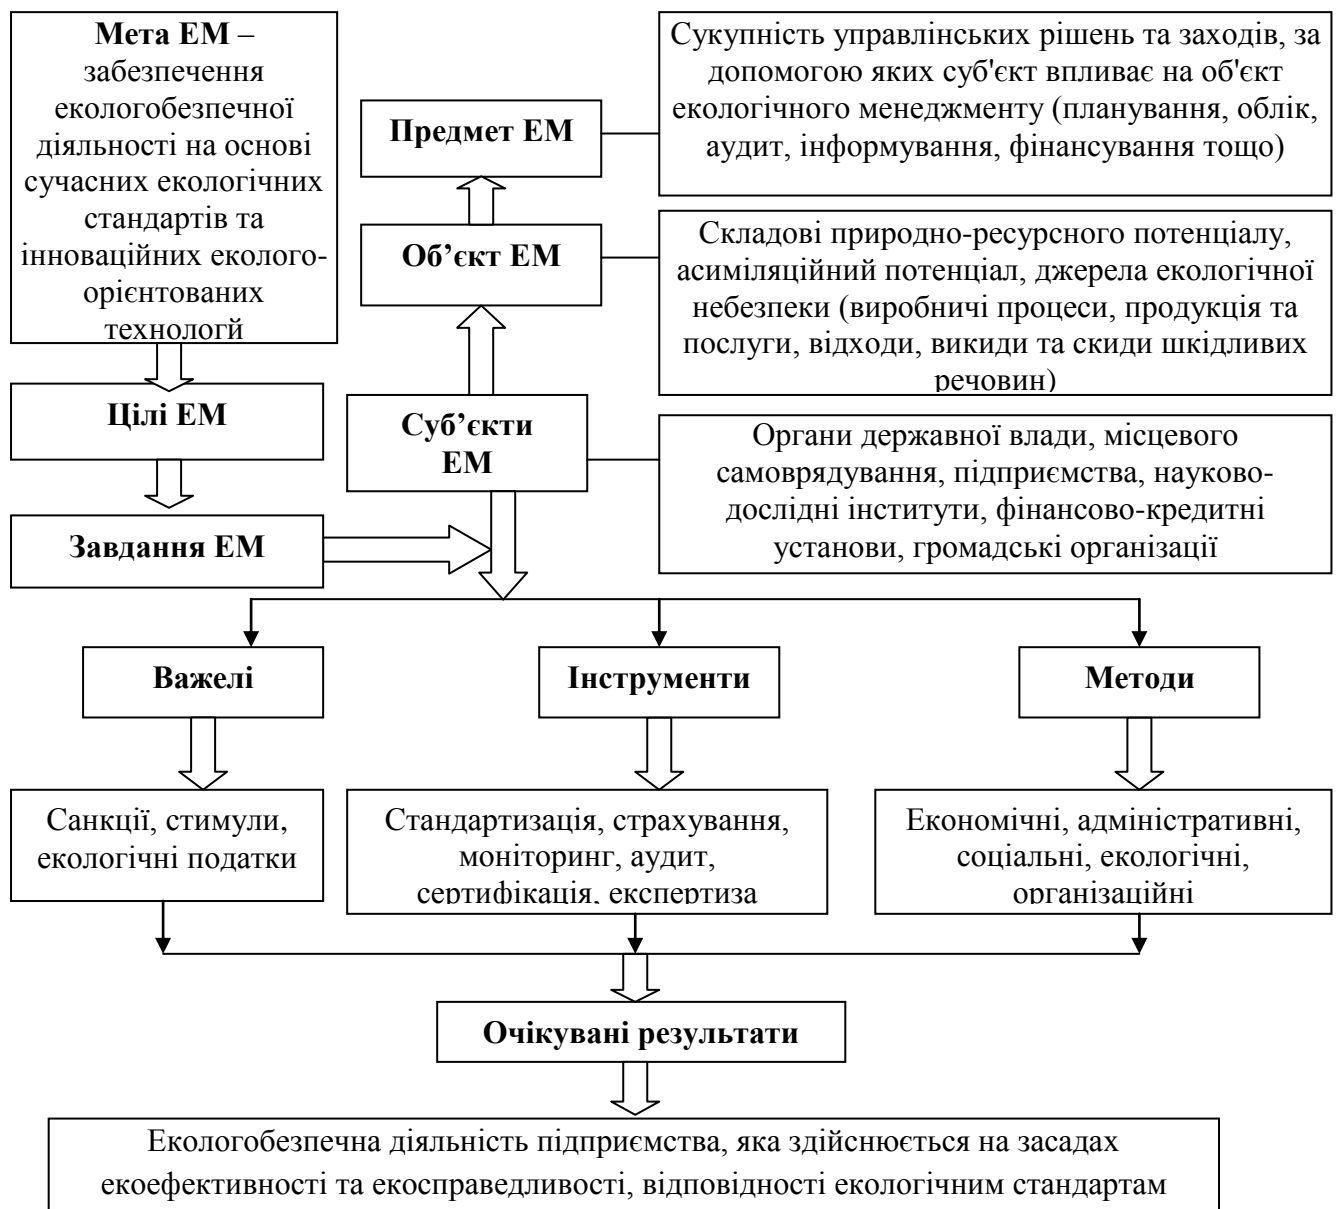 Мета ЕМ –
забезпечення
екологобезпечної
діяльності на основі
сучасних екологічних
стандартів та
інноваційних еколого-
орієнтованих
технологй
Цілі ЕМ
Завдання ЕМ
Предмет ЕМ
Сукупність управлінських рішень та заходів, за
допомогою яких суб'єкт впливає на об'єкт
екологічного менеджменту (планування, облік,
аудит, інформування, фінансування тощо)
Об’єкт ЕМ
Складові природно-ресурсного потенціалу,
асиміляційний потенціал, джерела екологічної
небезпеки (виробничі процеси, продукція та
послуги, відходи, викиди та скиди шкідливих
речовин)
Суб’єкти
ЕМ
Органи державної влади, місцевого
самоврядування, підприємства, науково-
дослідні інститути, фінансово-кредитні
установи, громадські організації
Важелі
Інструменти
Методи
Санкції, стимули,
екологічні податки
Стандартизація, страхування,
моніторинг, аудит,
сертифікація, експертиза
Економічні, адміністративні,
соціальні, екологічні,
організаційні
Очікувані результати
Екологобезпечна діяльність підприємства, яка здійснюється на засадах
екоефективності та екосправедливості, відповідності екологічним стандартам